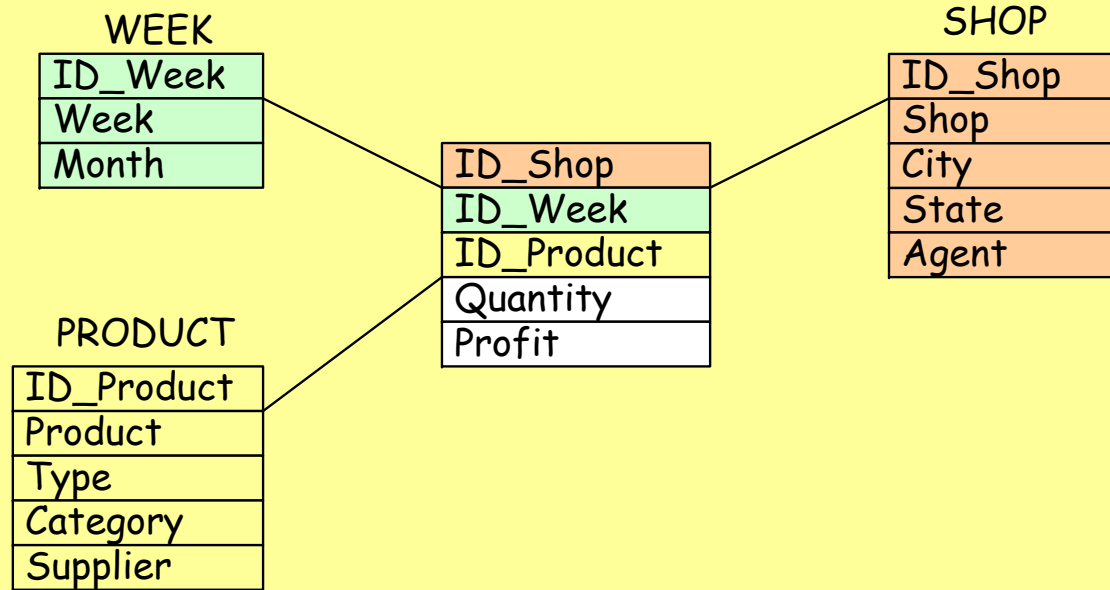 WEEK
ID_Week
Week
Month
SHOP
ID_Shop
Shop
City
State
Agent
ID_Shop
ID_Week
ID_Product
Quantity
Profit
PRODUCT
ID_Product
Product
Type
Category
Supplier